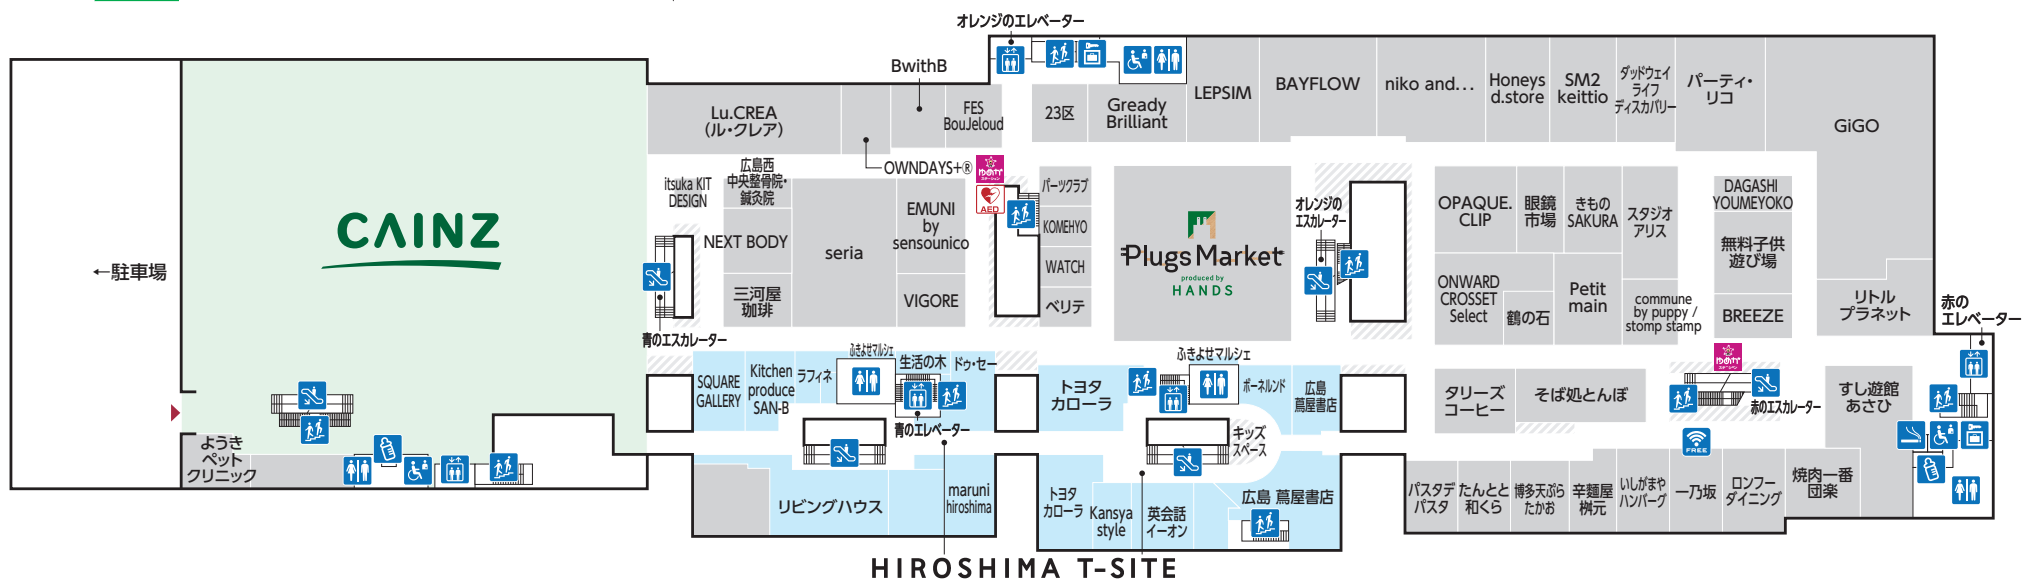 オレンジのエレベーター
BwithB
Lu.CREA
(ル・クレア)
FES
BouJeloud
OWNDAYS+®
23区
Gready
Brilliant
LEPSIM
BAYFLOW
niko and...
Honeys
d.store
SM2
keittio
ダッドウェイ
ライフ
ディスカバリー
パーティ・
リコ
GiGO
ゆめか
ステーション
AED
itsuka KIT
DESIGN
広島西
中央整骨院・
鍼灸院
NEXT BODY
三河屋
珈琲
seria
EMUNI
by
sensounico
VIGORE
パーツクラブ
KOMEHYO
WATCH
ベリテ
Plugs Market
produced by
HANDS
オレンジの
エスカレーター
OPAQUE.
CLIP
眼鏡
市場
きもの
SAKURA
スタジオ
アリス
DAGASHI
YOUMEYOKO
無料子供
遊び場
BREEZE
ONWARD
CROSSET
Select
鶴の石
Petit
main
commune
by puppy /
stomp stamp
リトル
プラネット
赤の
エレベーター
CAINZ
←駐車場
青のエスカレーター
SQUARE
GALLERY
Kitchen
produce
SAN-B
ラフィネ
ふきよせマルシェ
生活の木
ドゥ・セー
青のエレベーター
トヨタ
カローラ
ふきよせマルシェ
ボーネルンド
広島
蔦屋書店
キッズ
スペース
タリーズ
コーヒー
そば処とんぼ
ゆめか
ステーション
赤のエスカレーター
すし遊館
あさひ
FREE
ようき
ペット
クリニック
リビングハウス
maruni
hiroshima
トヨタ
カローラ
Kansya
style
英会話
イーオン
広島 蔦屋書店
パスタデ
パスタ
たんとと
和くら
博多天ぷら
たかお
辛麺屋
桝元
いしがまや
ハンバーグ
一乃坂
ロンフー
ダイニング
焼肉一番
団楽
HIROSHIMA T-SITE